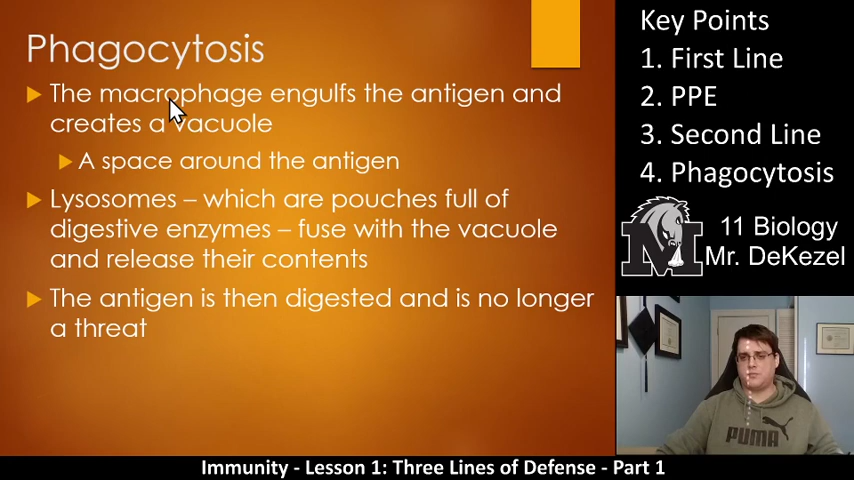 Phagocytosis
The macrophage engulfs the antigen and
creates a vacuole
A space around the antigen
Lysosomes – which are pouches full of
digestive enzymes – fuse with the vacuole
and release their contents
The antigen is then digested and is no longer
a threat
Key Points
1. First Line
2. PPE
3. Second Line
4. Phagocytosis
M
11 Biology
Mr. DeKezel
PUMA
Immunity - Lesson 1: Three Lines of Defense - Part 1